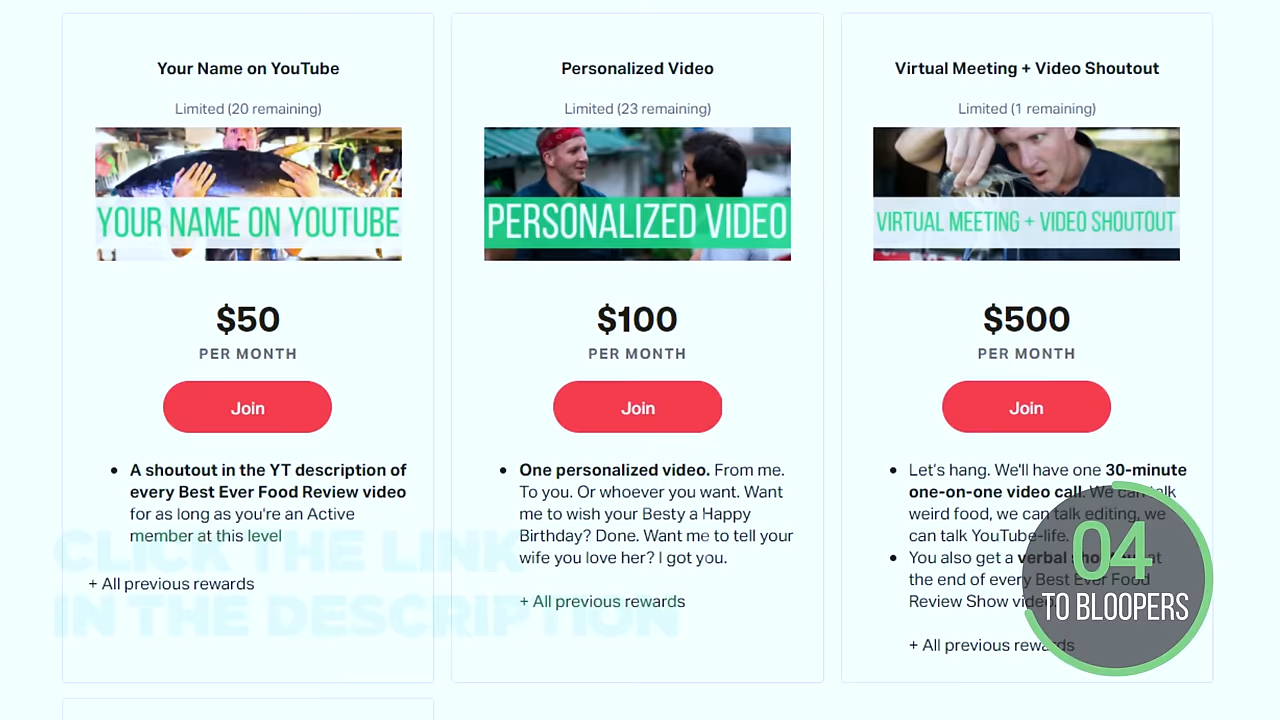 Your Name on YouTube
Limited (20 remaining)
YOUR NAME ON YOUTUBE
$50
PER MONTH
Join
• A shoutout in the YT description of
every Best Ever Food Review video
for as long as you're an Active
member at this level
+ All previous rewards
Personalized Video
Limited (23 remaining)
PERSONALIZED VIDEO
$100
PER MONTH
Join
• One personalized video. From me.
To you. Or whoever you want. Want
me to wish your Besty a Happy
Birthday? Done. Want me to tell your
wife you love her? I got you.
+ All previous rewards
Virtual Meeting + Video Shoutout
Limited (1 remaining)
VIRTUAL MEETING + VIDEO SHOUTOUT
$500
PER MONTH
Join
• Let's hang. We'll have one 30-minute
one-on-one video call. We can talk
weird food, we can talk editing, we
can talk YouTube-life.
• You also get a verbal shoutout at
the end of every Best Ever Food
Review Show video.
+ All previous rewards
CLICK THE LINK
IN THE DESCRIPTION
04
TO BLOOPERS